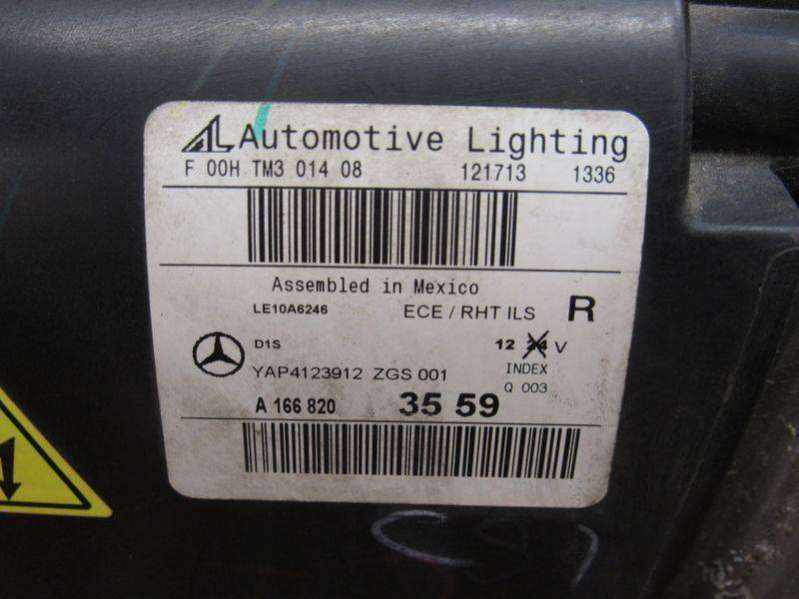 AL Automotive Lighting
F 00H TM3 014 08 121713 1336
Assembled in Mexico
LE10A6246 ECE / RHT ILS R
D1S 12 24 V
YAP4123912 ZGS 001 INDEX
Q 003
A 166 820 35 59